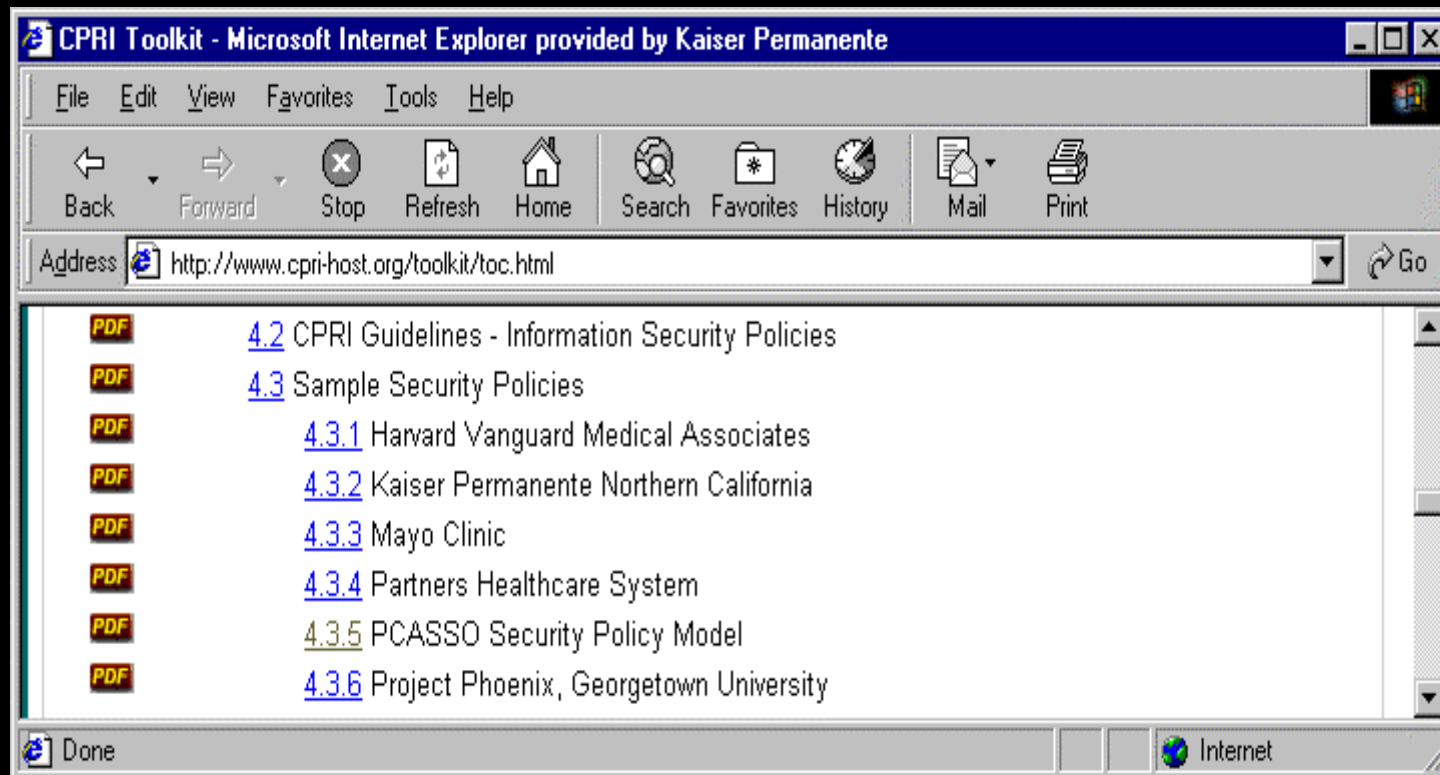 CPRI Toolkit - Microsoft Internet Explorer provided by Kaiser Permanente
File Edit View Favorites Tools Help
Back Forward Stop Refresh Home Search Favorites History Mail Print
Address http://www.cpri-host.org/toolkit/toc.html Go
PDF 4.2 CPRI Guidelines - Information Security Policies
PDF 4.3 Sample Security Policies
PDF 4.3.1 Harvard Vanguard Medical Associates
PDF 4.3.2 Kaiser Permanente Northern California
PDF 4.3.3 Mayo Clinic
PDF 4.3.4 Partners Healthcare System
PDF 4.3.5 PCASSO Security Policy Model
PDF 4.3.6 Project Phoenix, Georgetown University
Done Internet